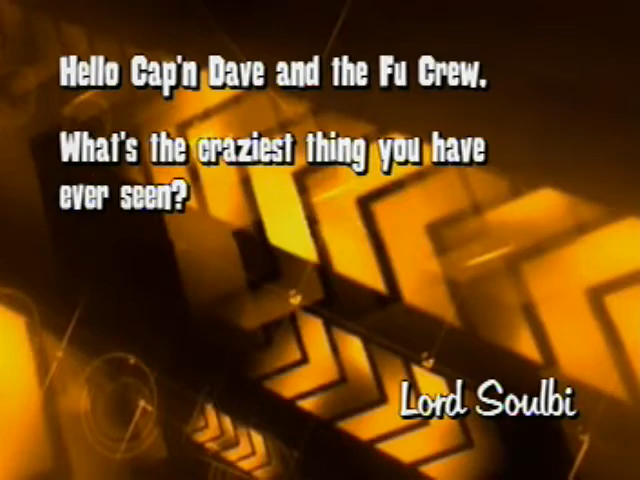 Hello Cap'n Dave and the Fu Crew.
What's the craziest thing you have
ever seen?
Lord Soulbi